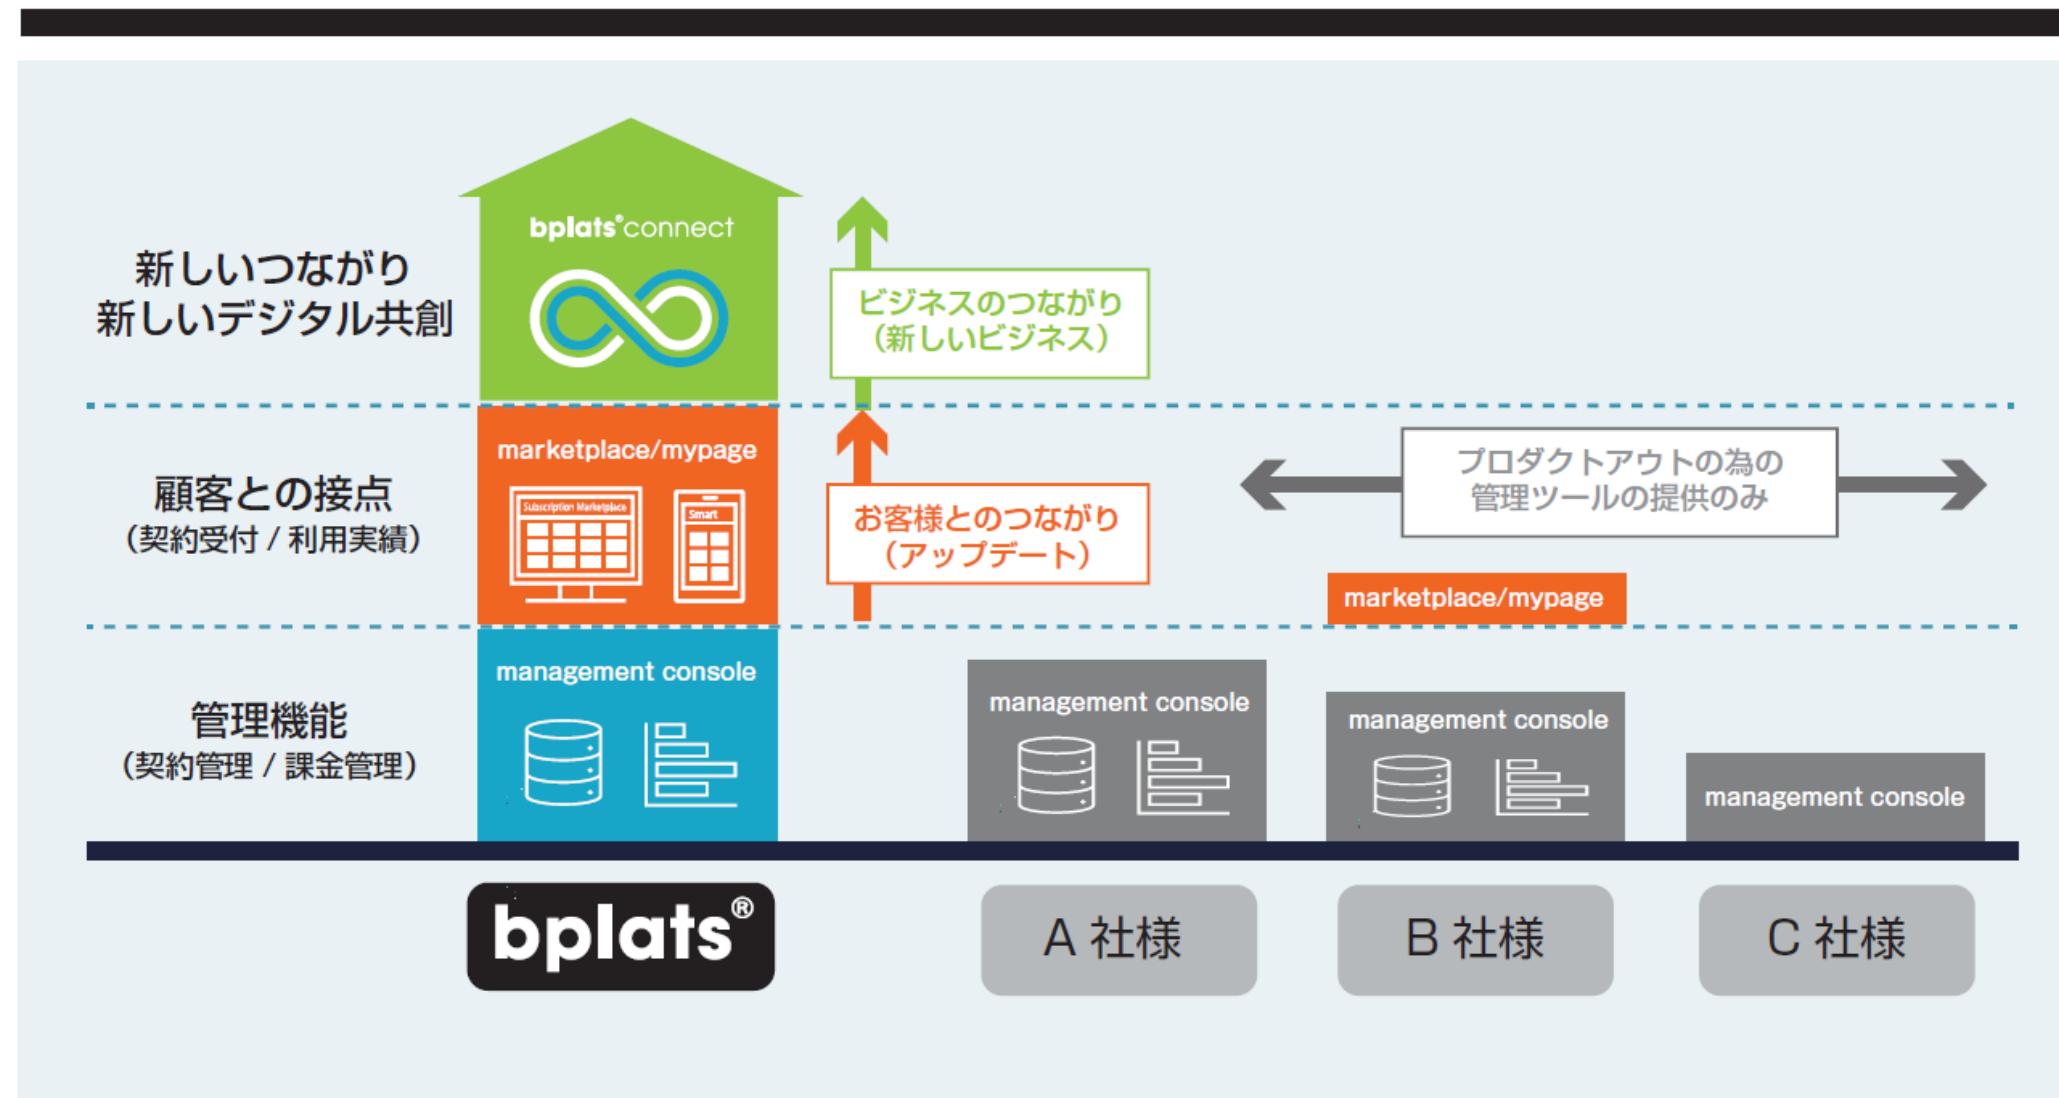 新しいつながり
新しいデジタル共創
bplats®connect
ビジネスのつながり
（新しいビジネス）
顧客との接点
（契約受付 / 利用実績）
marketplace/mypage
Subscription Marketplace
Smart
お客様とのつながり
（アップデート）
プロダクトアウトの為の
管理ツールの提供のみ
marketplace/mypage
管理機能
（契約管理 / 課金管理）
management console
management console
management console
management console
bplats®
A 社様
B 社様
C 社様